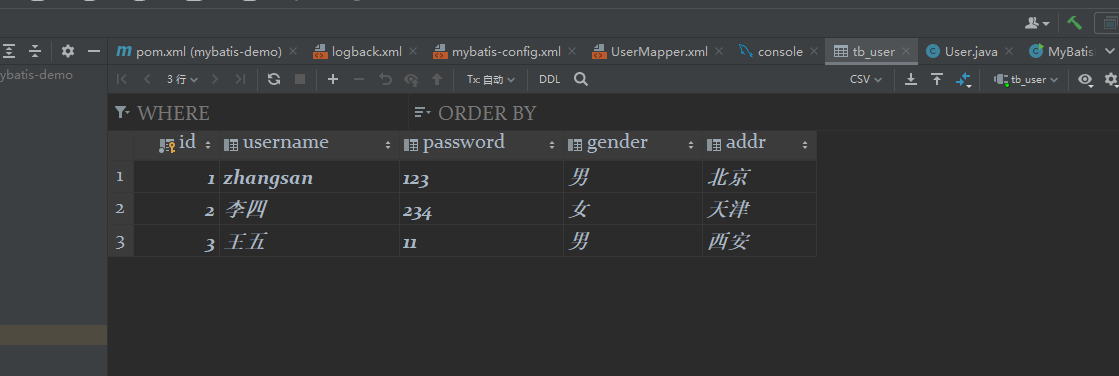 pom.xml (mybatis-demo) logback.xml mybatis-config.xml UserMapper.xml console tb_user User.java MyBatis
ybatis-demo
3 行 Tx: 自动 DDL CSV tb_user
WHERE ORDER BY
id username password gender addr
1 1 zhangsan 123 男 北京
2 2 李四 234 女 天津
3 3 王五 11 男 西安